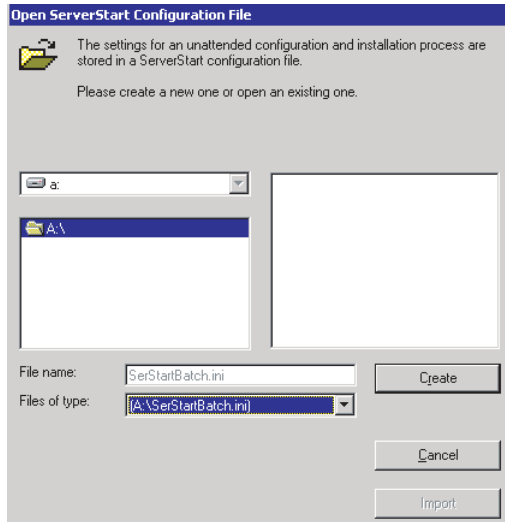 Open ServerStart Configuration File
The settings for an unattended configuration and installation process are
stored in a ServerStart configuration file.
Please create a new one or open an existing one.
a:
A:\
File name:
SerStartBatch.ini
Create
Files of type:
(A:\SerStartBatch.ini)
Cancel
Import